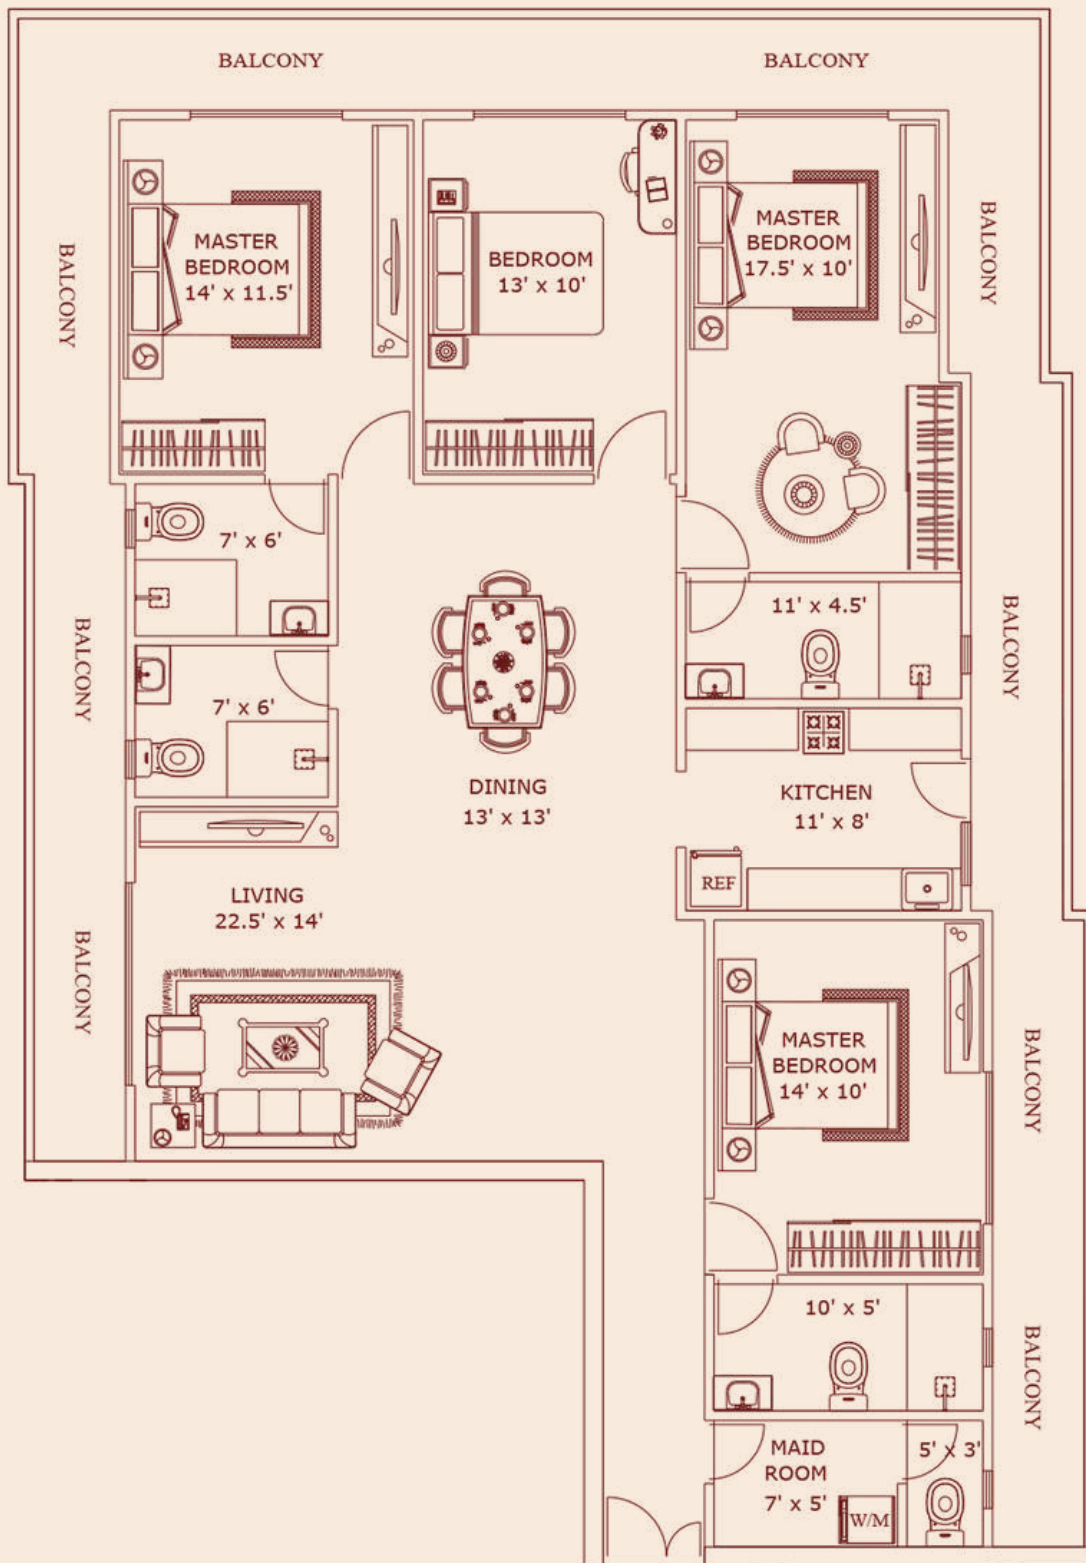 BALCONY
BALCONY
MASTER
BEDROOM
14' x 11.5'
BEDROOM
13' x 10'
MASTER
BEDROOM
17.5' x 10'
BALCONY
BALCONY
7' x 6'
11' x 4.5'
BALCONY
BALCONY
7' x 6'
DINING
13' x 13'
KITCHEN
11' x 8'
REF
LIVING
22.5' x 14'
BALCONY
MASTER
BEDROOM
14' x 10'
BALCONY
10' x 5'
BALCONY
MAID
ROOM
7' x 5'
5' x 3'
W/M